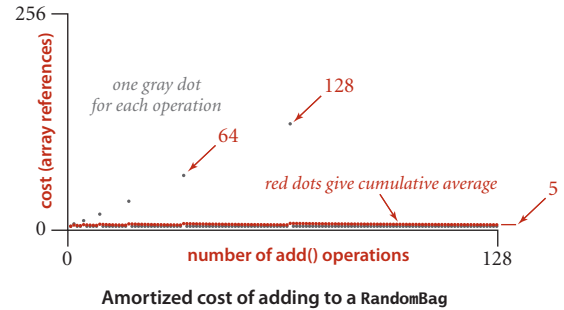 256
cost (array references)
one gray dot
for each operation
128
64
red dots give cumulative average
5
0
0
number of add() operations
128
Amortized cost of adding to a RandomBag